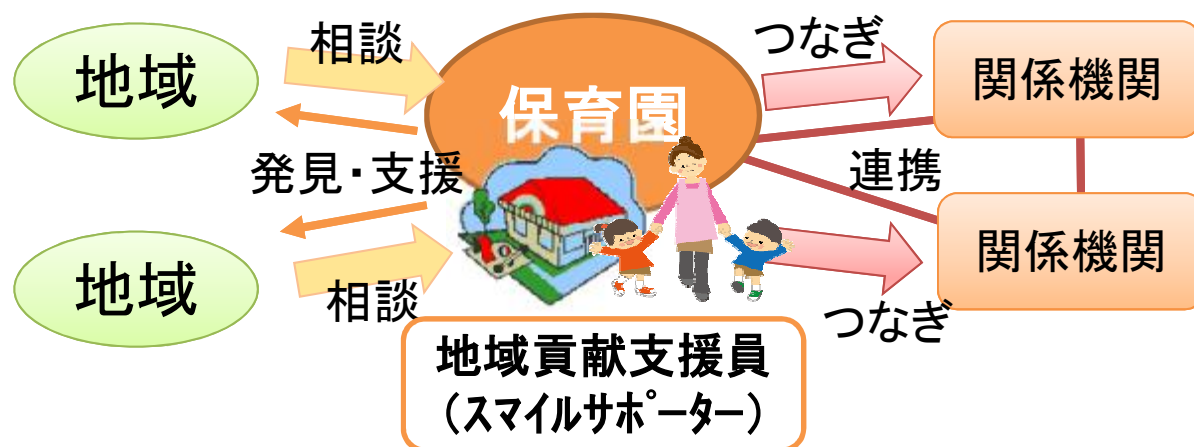 地域
相談
保育園
つなぎ
関係機関
発見・支援
連携
地域
相談
つなぎ
関係機関
地域貢献支援員
（スマイルサポーター）